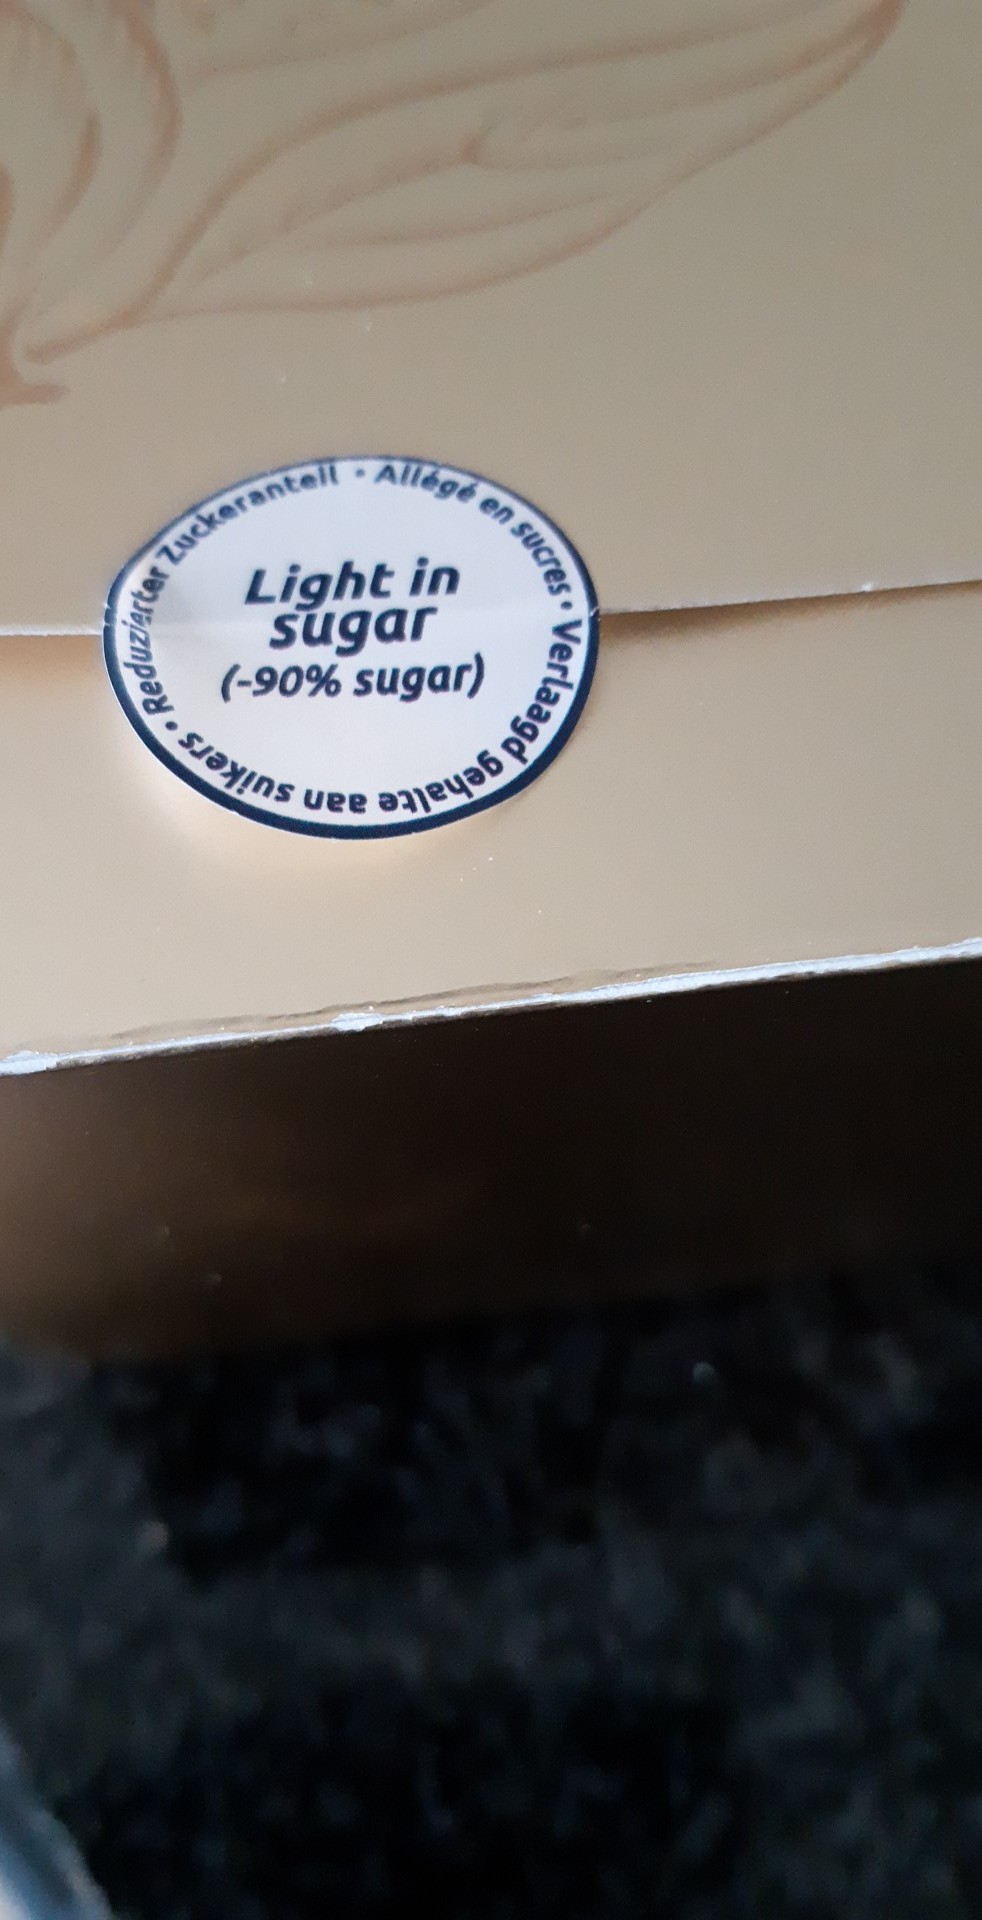 Light in
sugar
(-90% sugar)
Reduzierter Zuckeranteil • Allégé en sucres • Verlaagd gehalte aan suikers •